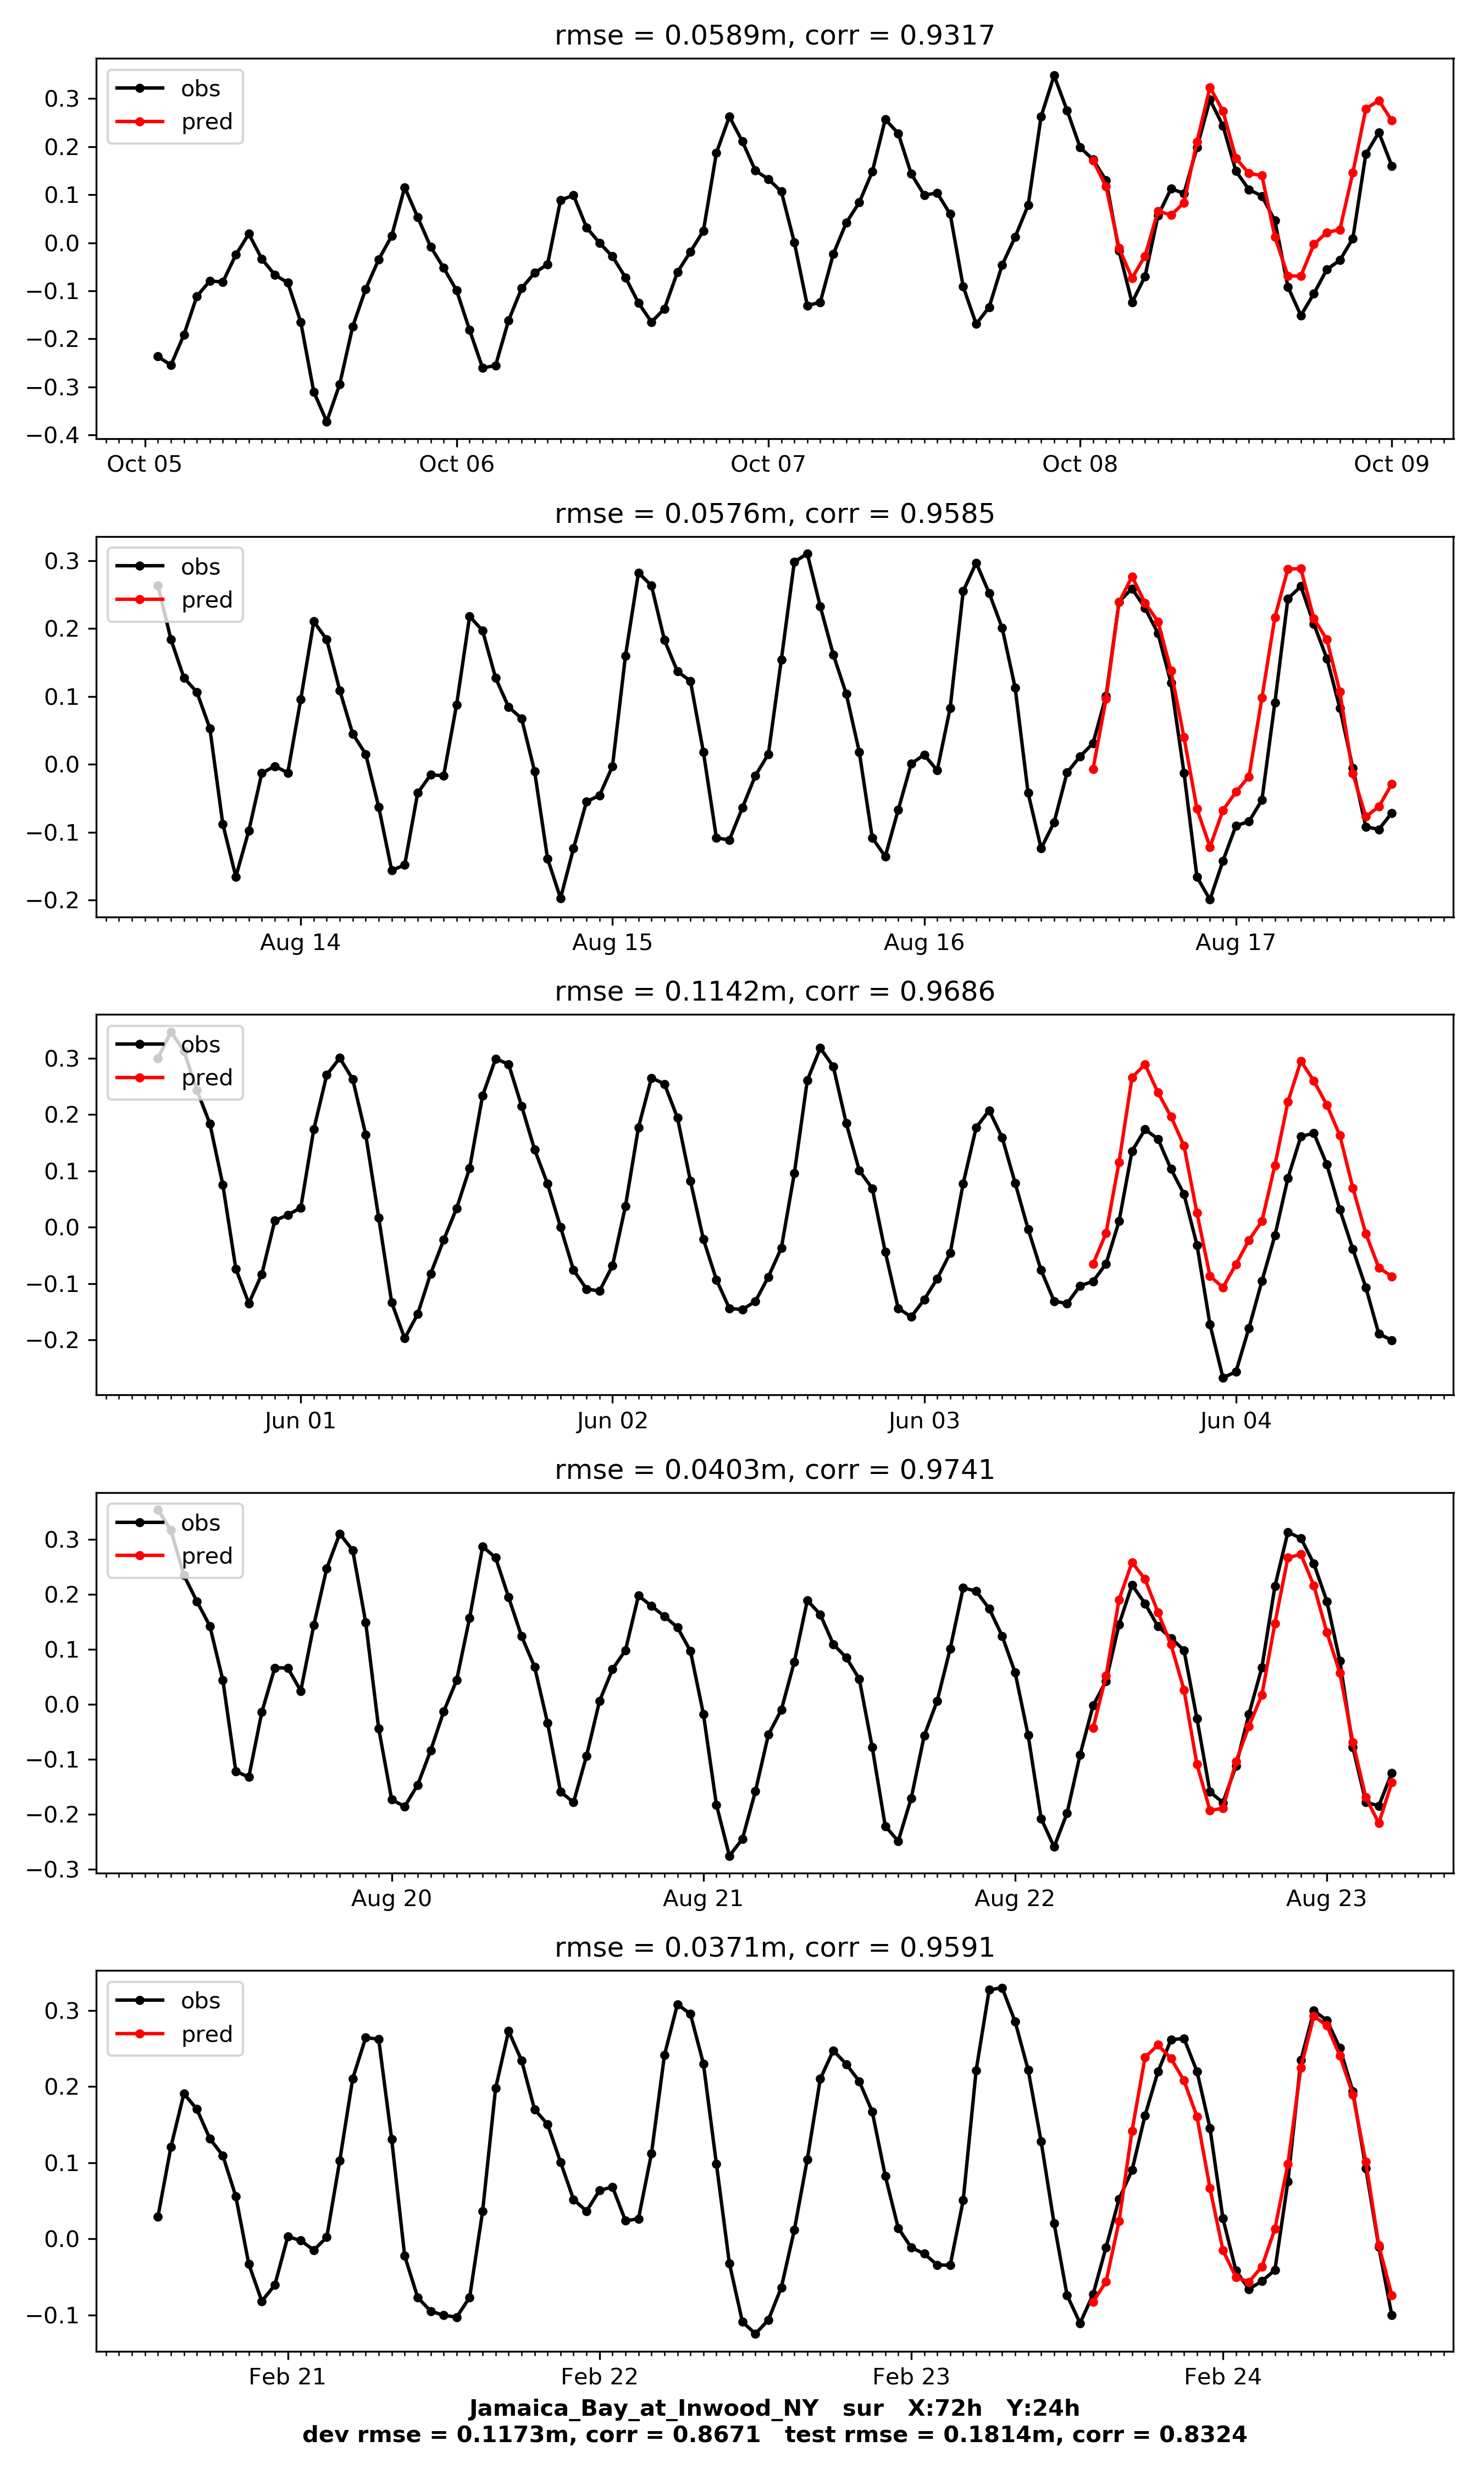 rmse = 0.0589m, corr = 0.9317
obs
pred
0.3
0.2
0.1
0.0
−0.1
−0.2
−0.3
−0.4
Oct 05 Oct 06 Oct 07 Oct 08 Oct 09
rmse = 0.0576m, corr = 0.9585
obs
pred
0.3
0.2
0.1
0.0
−0.1
−0.2
Aug 14 Aug 15 Aug 16 Aug 17
rmse = 0.1142m, corr = 0.9686
obs
pred
0.3
0.2
0.1
0.0
−0.1
−0.2
Jun 01 Jun 02 Jun 03 Jun 04
rmse = 0.0403m, corr = 0.9741
obs
pred
0.3
0.2
0.1
0.0
−0.1
−0.2
−0.3
Aug 20 Aug 21 Aug 22 Aug 23
rmse = 0.0371m, corr = 0.9591
obs
pred
0.3
0.2
0.1
0.0
−0.1
Feb 21 Feb 22 Feb 23 Feb 24
Jamaica_Bay_at_Inwood_NY sur X:72h Y:24h
dev rmse = 0.1173m, corr = 0.8671 test rmse = 0.1814m, corr = 0.8324